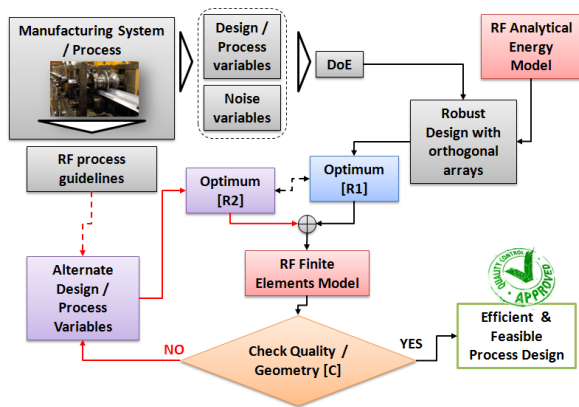 Manufacturing System
/ Process
Design /
Process
variables
Noise
variables
DoE
RF Analytical
Energy
Model
Robust
Design with
orthogonal
arrays
RF process
guidelines
Optimum
[R2]
Optimum
[R1]
Alternate
Design /
Process
Variables
RF Finite
Elements Model
QUALITY CONTROL
APPROVED
NO
Check Quality /
Geometry [C]
YES
Efficient &
Feasible
Process Design